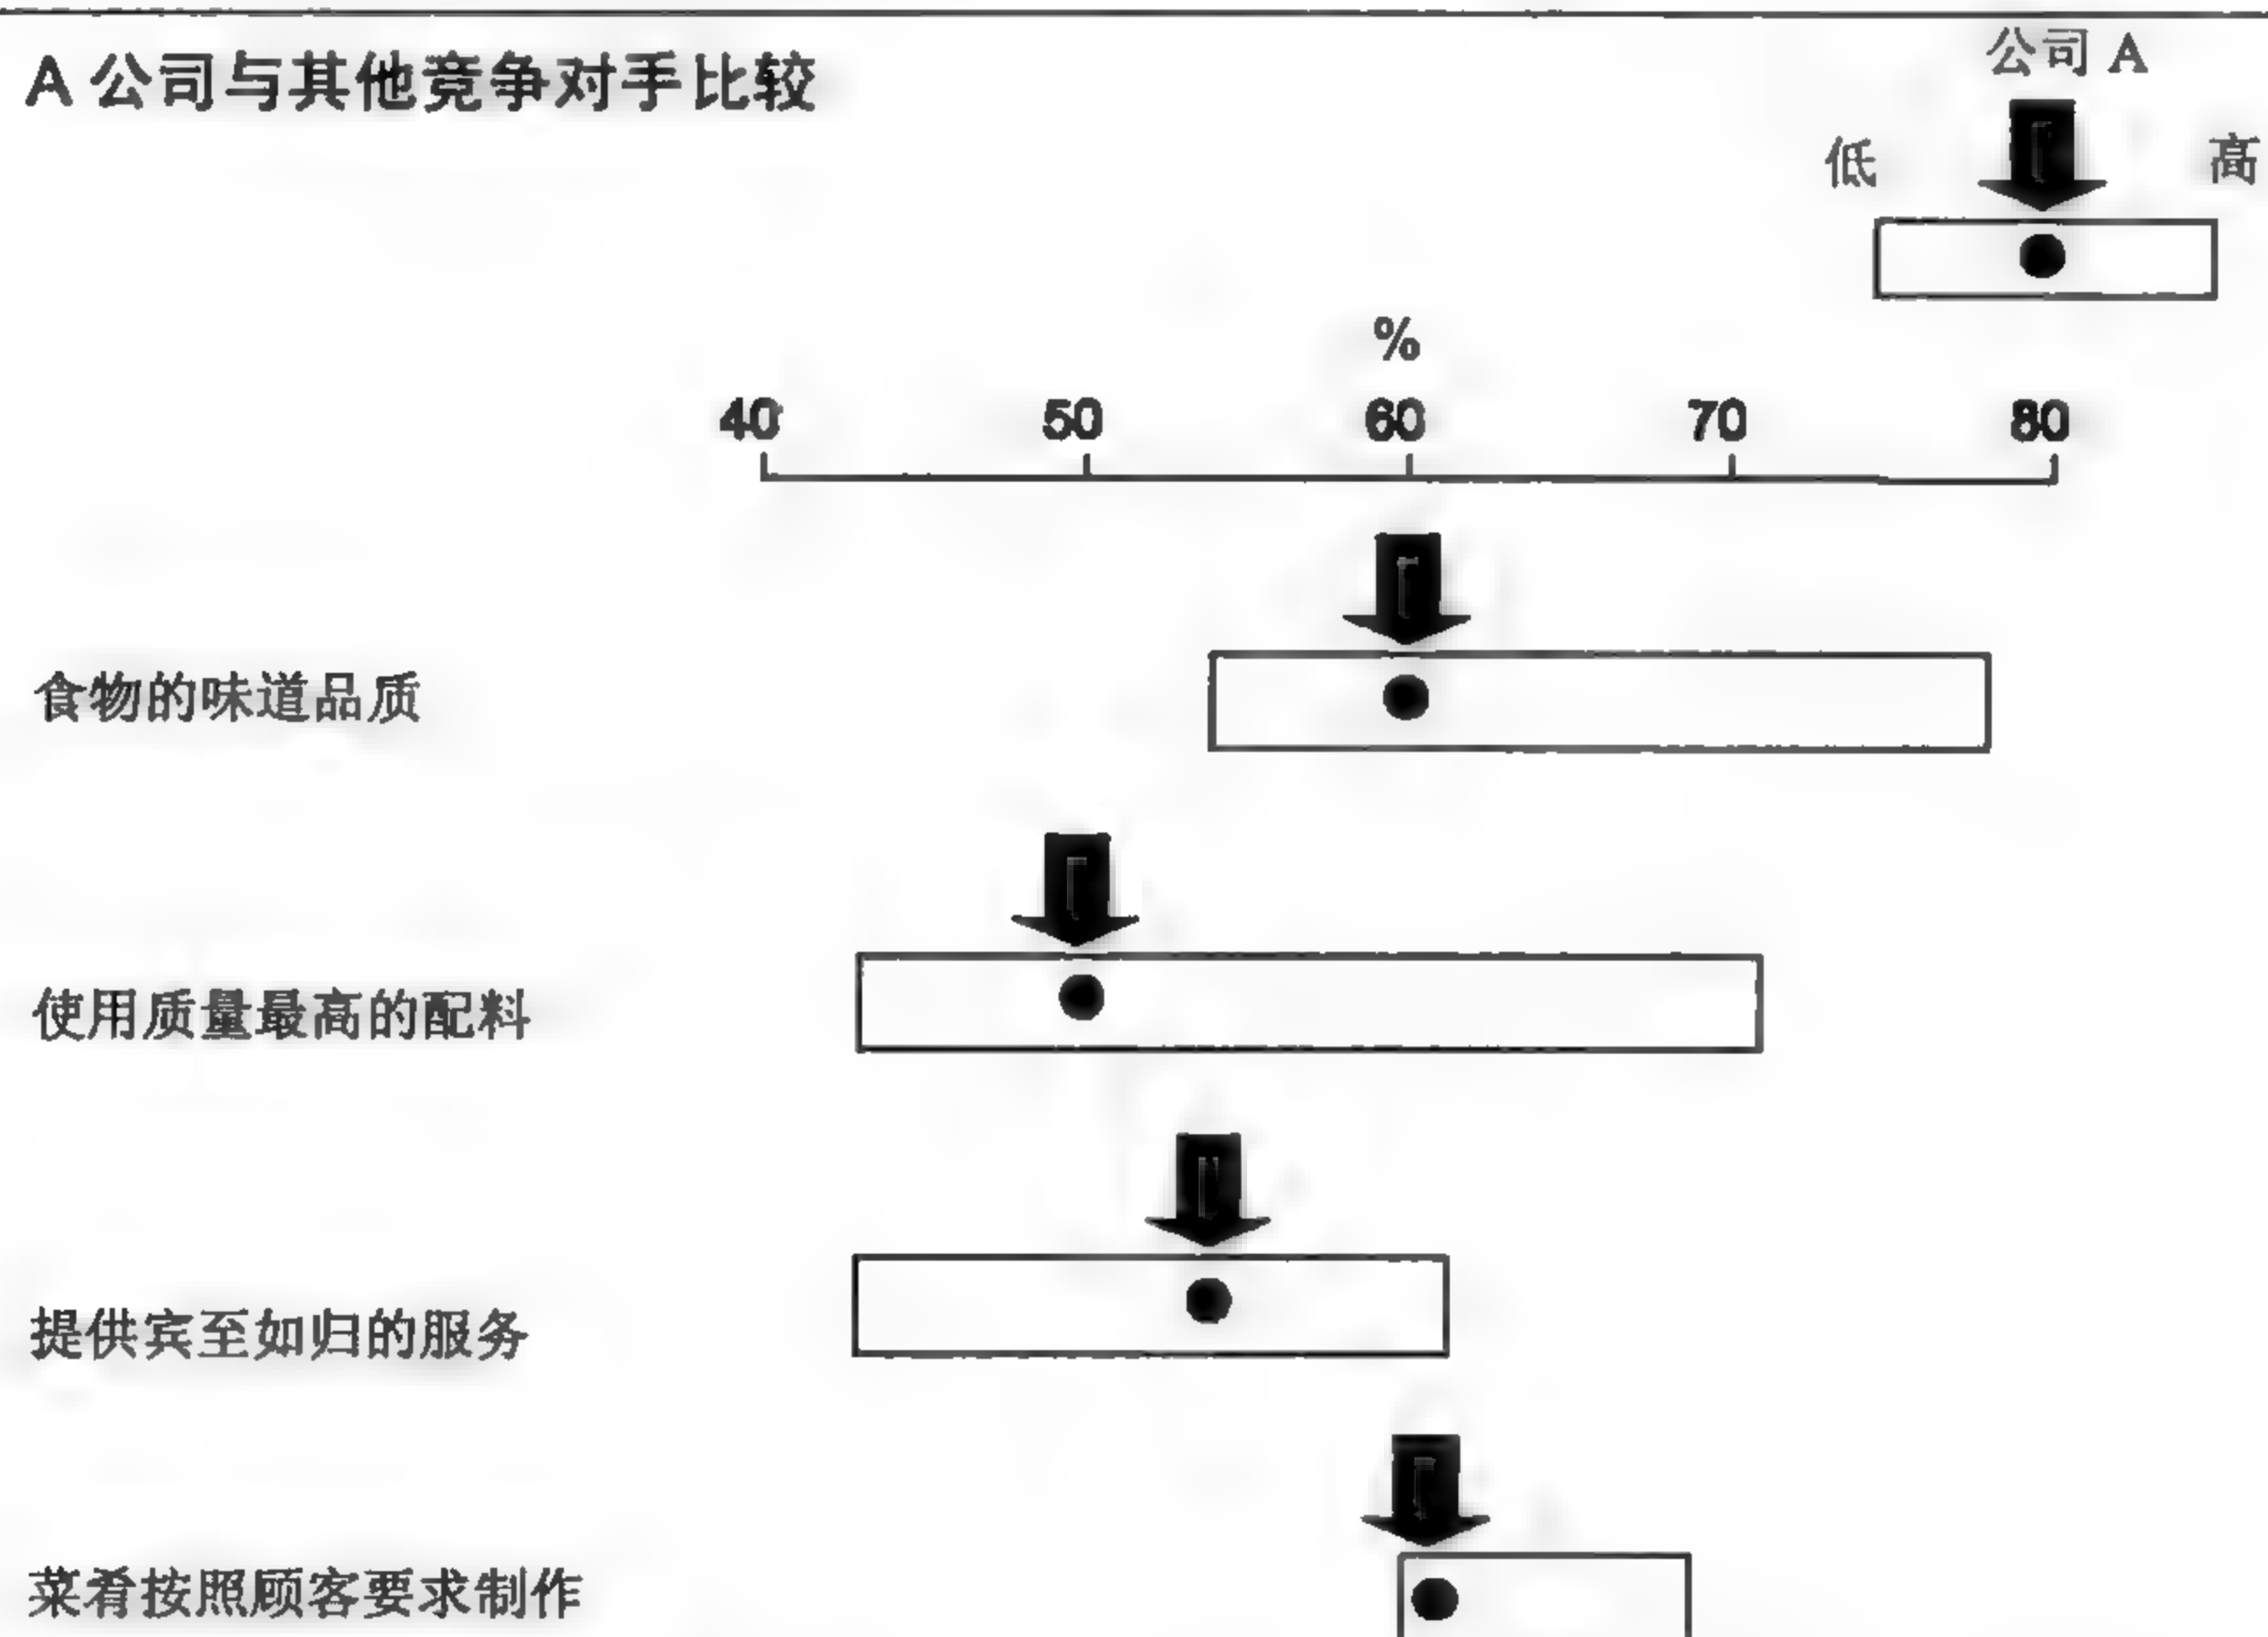 公司 A
A 公司与其他竞争对手比较
低 高
%
40 50 60 70 80
食物的味道品质
使用质量最高的配料
提供宾至如归的服务
菜肴按照顾客要求制作